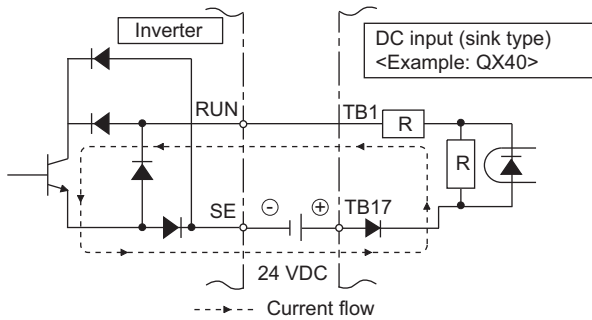 Inverter
DC input (sink type)
<Example: QX40>
RUN
TB1
R
R
SE
⊖
⊕
TB17
24 VDC
Current flow